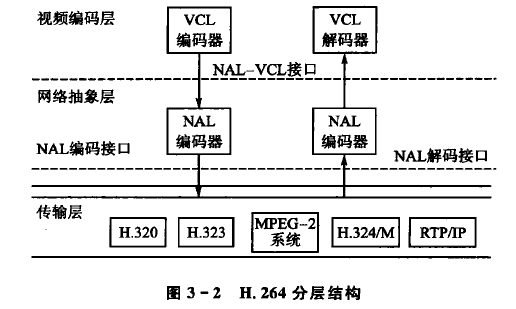 视频编码层
VCL
编码器
VCL
解码器
NAL-VCL接口
网络抽象层
NAL
编码器
NAL
编码器
NAL编码接口
NAL解码接口
传输层
H.320
H.323
MPEG-2
系统
H.324/M
RTP/IP
图 3-2 H.264 分层结构